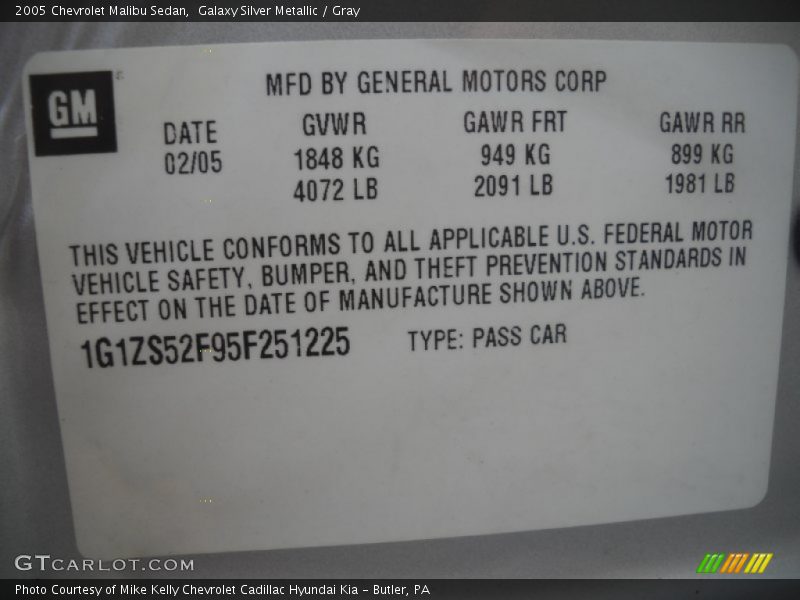 2005 Chevrolet Malibu Sedan,  Galaxy Silver Metallic / Gray
GM
MFD BY GENERAL MOTORS CORP
DATE GVWR GAWR FRT GAWR RR
02/05 1848 KG 949 KG 899 KG
4072 LB 2091 LB 1981 LB
THIS VEHICLE CONFORMS TO ALL APPLICABLE U.S. FEDERAL MOTOR
VEHICLE SAFETY, BUMPER, AND THEFT PREVENTION STANDARDS IN
EFFECT ON THE DATE OF MANUFACTURE SHOWN ABOVE.
1G1ZS52F95F251225 TYPE: PASS CAR
GTCARLOT.COM
Photo Courtesy of Mike Kelly Chevrolet Cadillac Hyundai Kia – Butler, PA